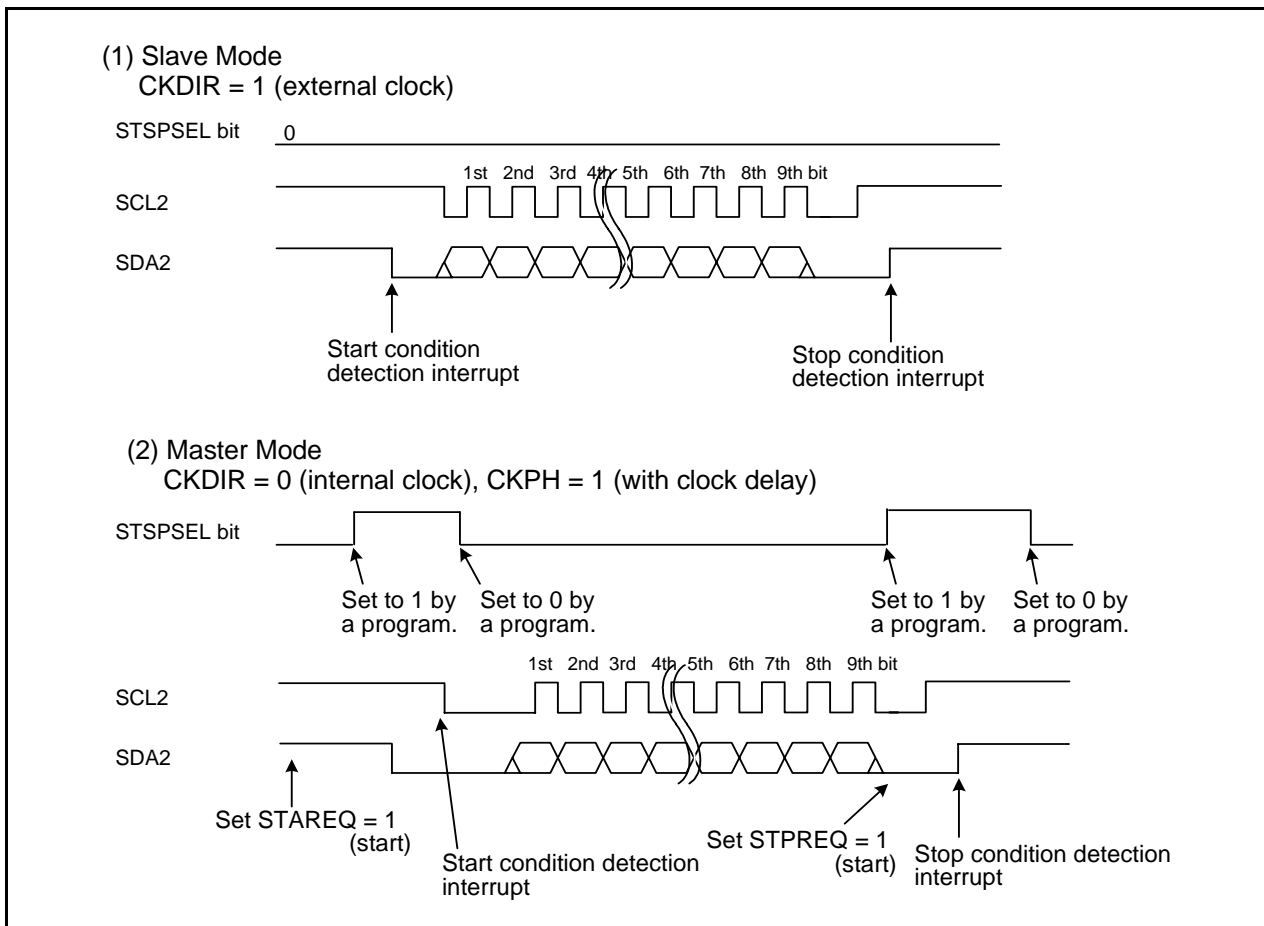 (1) Slave Mode
CKDIR = 1 (external clock)
STSPSEL bit
0
1st 2nd 3rd 4th 5th 6th 7th 8th 9th bit
SCL2
SDA2
Start condition
detection interrupt
Stop condition
detection interrupt
(2) Master Mode
CKDIR = 0 (internal clock), CKPH = 1 (with clock delay)
STSPSEL bit
Set to 1 by
a program.
Set to 0 by
a program.
Set to 1 by
a program.
Set to 0 by
a program.
1st 2nd 3rd 4th 5th 6th 7th 8th 9th bit
SCL2
SDA2
Set STAREQ = 1
(start)
Start condition detection
interrupt
Set STPREQ = 1
(start)
Stop condition detection
interrupt